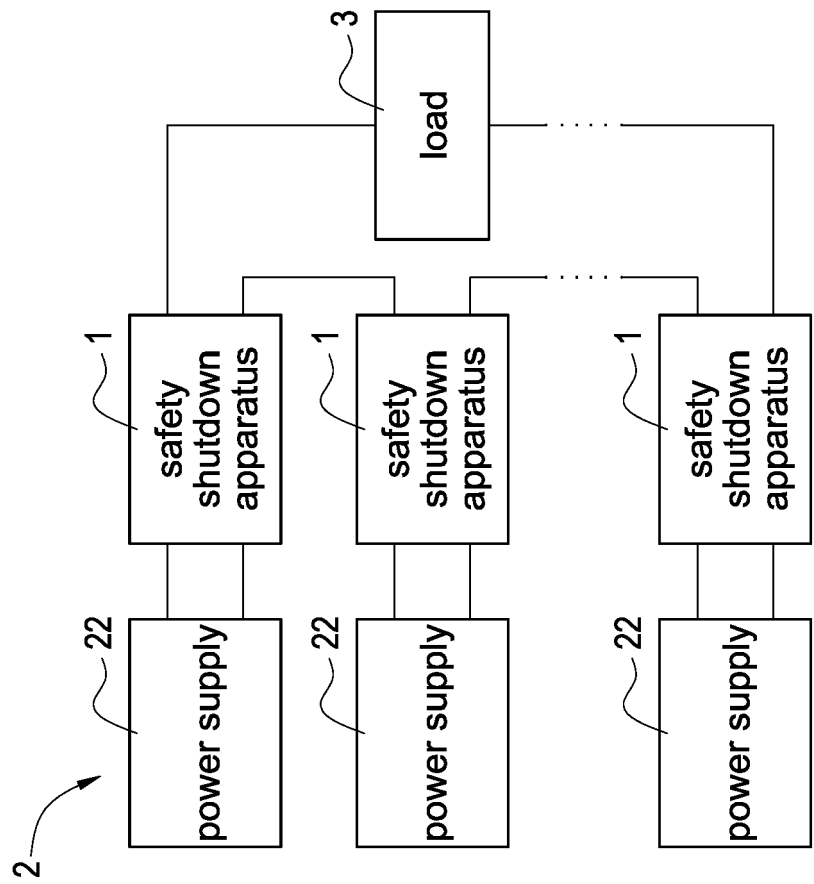 2
22
power supply
1
safety
shutdown
apparatus
22
power supply
1
safety
shutdown
apparatus
22
power supply
1
safety
shutdown
apparatus
3
load